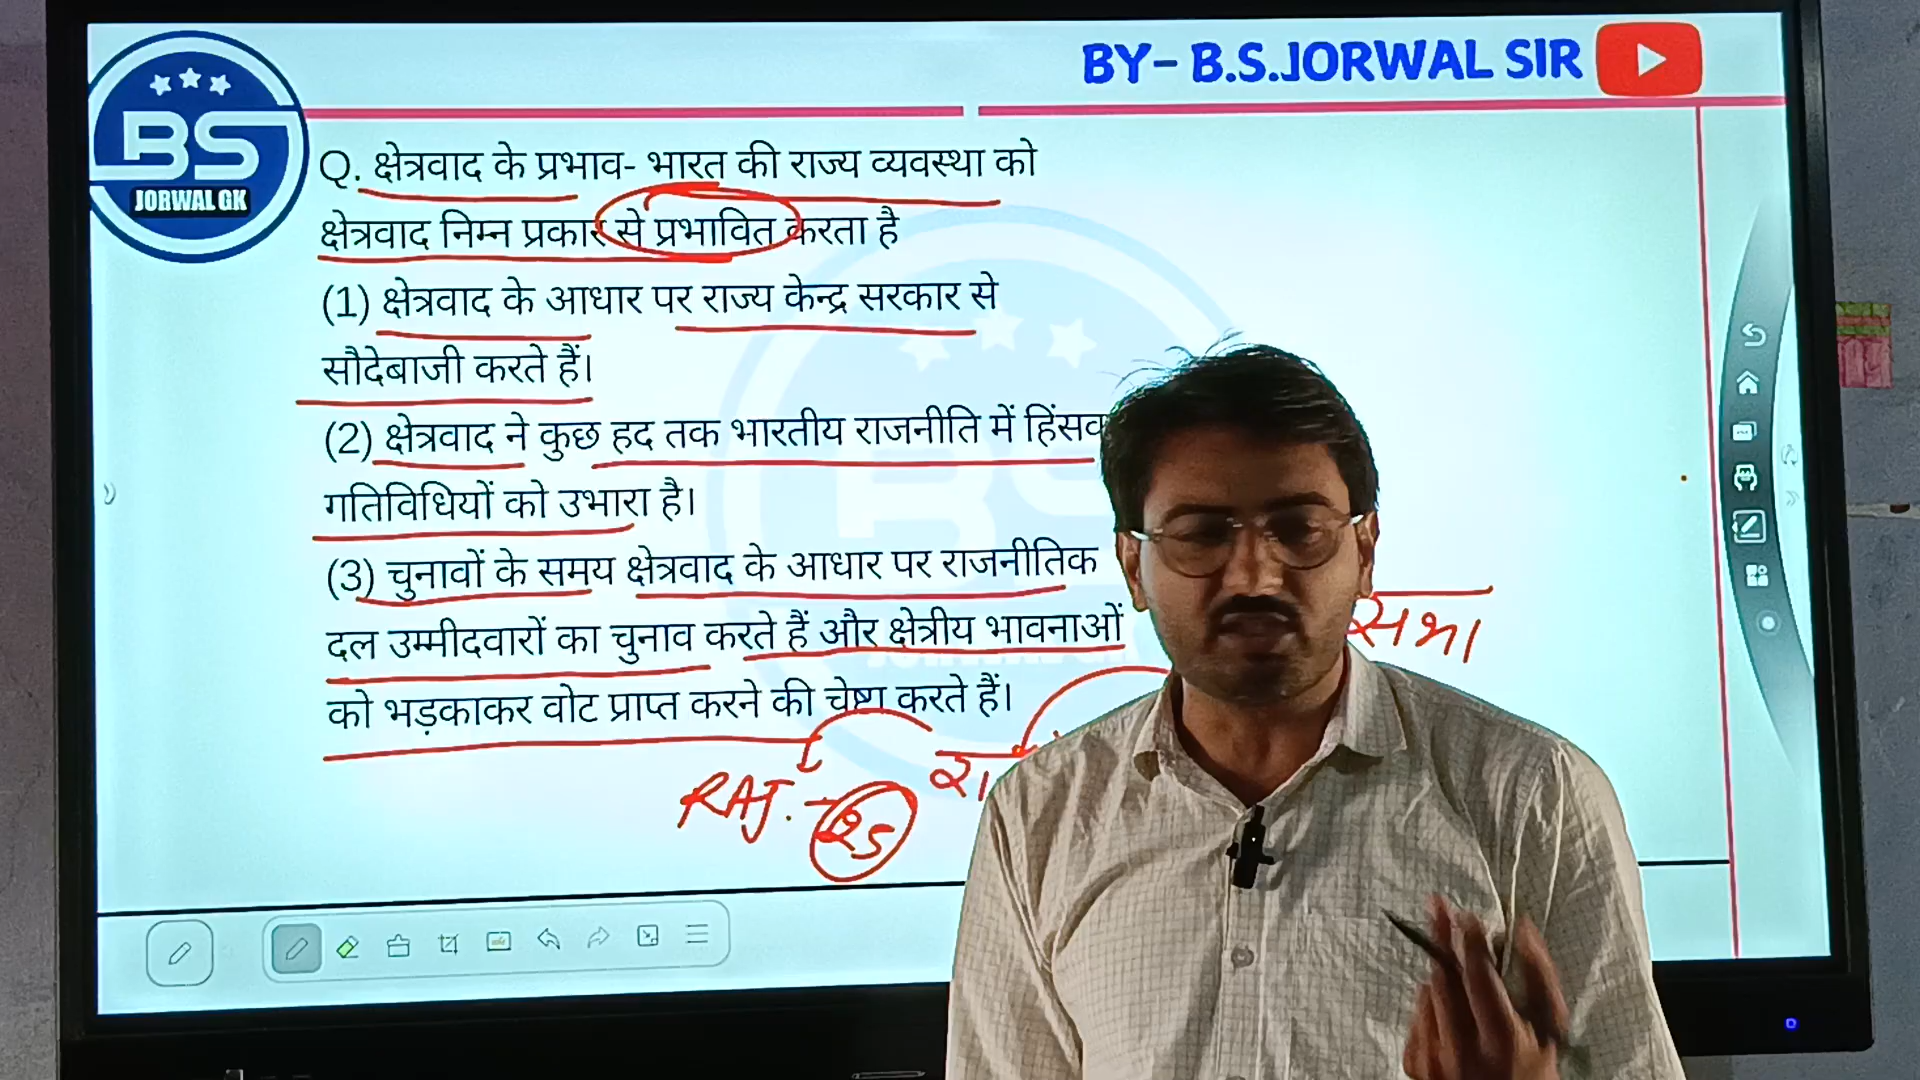 BS
JORWAL GK
BY- B.S.JORWAL SIR
Q. क्षेत्रवाद के प्रभाव- भारत की राज्य व्यवस्था को
क्षेत्रवाद निम्न प्रकार से प्रभावित करता है
(1) क्षेत्रवाद के आधार पर राज्य केन्द्र सरकार से
सौदेबाजी करते हैं।
(2) क्षेत्रवाद ने कुछ हद तक भारतीय राजनीति में
गतिविधियों को उभारा है।
(3) चुनावों के समय क्षेत्रवाद के आधार पर राजनीतिक
दल उम्मीदवारों का चुनाव करते हैं और क्षेत्रीय भावनाओं
को भड़काकर वोट प्राप्त करने की चेष्टा करते हैं।
सभा
RAJ. - 25